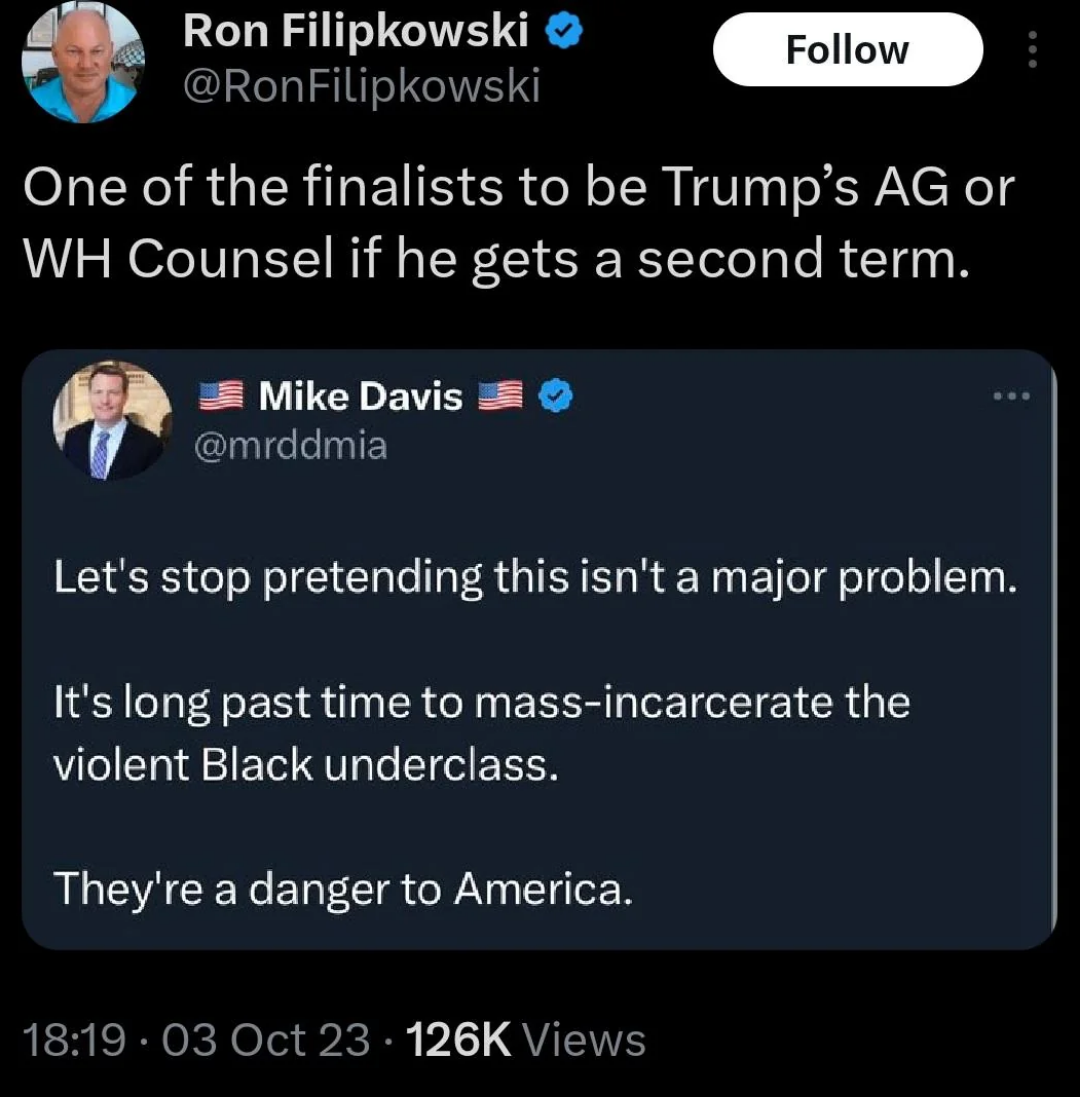 Ron Filipkowski
@RonFilipkowski
Follow
One of the finalists to be Trump’s AG or
WH Counsel if he gets a second term.
🇺🇸 Mike Davis 🇺🇸
@mrddmia
Let's stop pretending this isn't a major problem.
It's long past time to mass-incarcerate the
violent Black underclass.
They're a danger to America.
18:19 · 03 Oct 23 · 126K Views